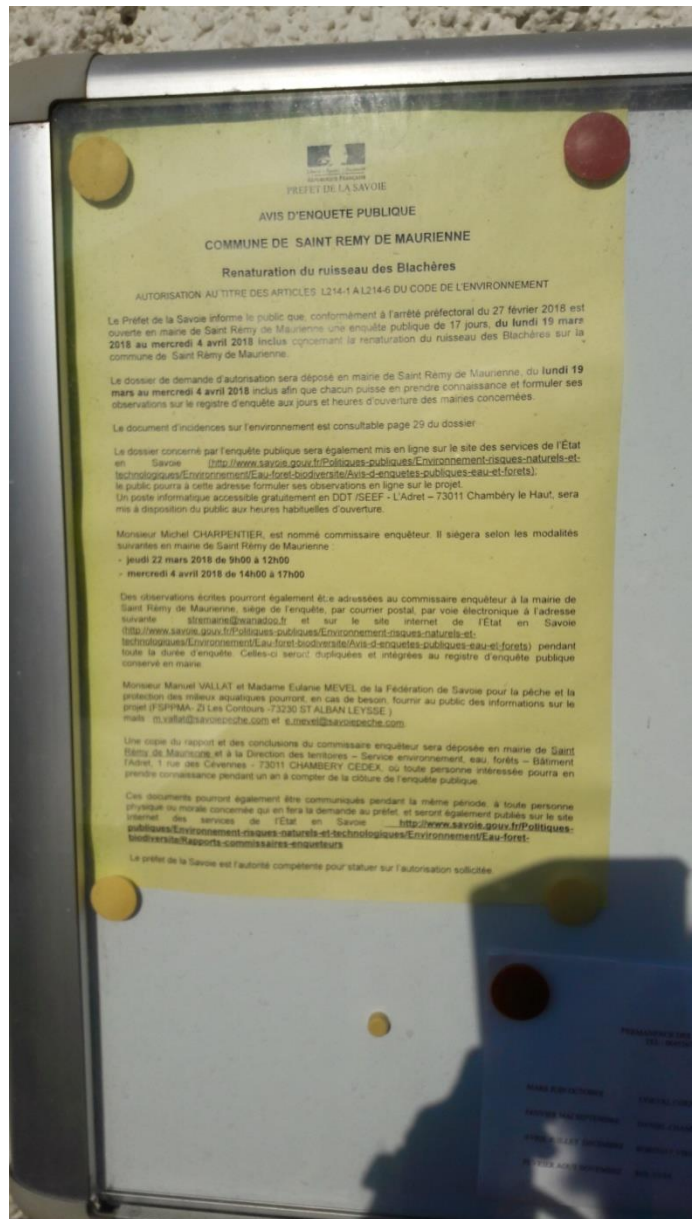 RÉPUBLIQUE FRANÇAISE
PREFET DE LA SAVOIE
AVIS D'ENQUETE PUBLIQUE
COMMUNE DE SAINT REMY DE MAURIENNE
Renaturation du ruisseau des Blachères
AUTORISATION AU TITRE DES ARTICLES L214-1 A L214-6 DU CODE DE L'ENVIRONNEMENT
Le Préfet de la Savoie informe le public que, conformément à l'arrêté préfectoral du 27 février 2018 est
ouverte en mairie de Saint Rémy de Maurienne une enquête publique de 17 jours, du lundi 19 mars
2018 au mercredi 4 avril 2018 inclus concernant la renaturation du ruisseau des Blachères sur la
commune de Saint Rémy de Maurienne.
Le dossier de demande d'autorisation sera déposé en mairie de Saint Rémy de Maurienne, du lundi 19
mars au mercredi 4 avril 2018 inclus afin que chacun puisse en prendre connaissance et formuler ses
observations sur le registre d'enquête aux jours et heures d'ouverture des mairies concernées.
Le document d'incidences sur l'environnement est consultable page 29 du dossier
Le dossier concerné par l'enquête publique sera également mis en ligne sur le site des services de l'État
en Savoie (http://www.savoie.gouv.fr/Politiques-publiques/Environnement-risques-naturels-et-
technologiques/Environnement/Eau-foret-biodiversite/Avis-d-enquetes-publiques-eau-et-forets);
le public pourra à cette adresse formuler ses observations en ligne sur le projet.
Un poste informatique accessible gratuitement en DDT /SEEF - L'Adret – 73011 Chambéry le Haut, sera
mis à disposition du public aux heures habituelles d'ouverture.
Monsieur Michel CHARPENTIER, est nommé commissaire enquêteur. Il siégera selon les modalités
suivantes en mairie de Saint Rémy de Maurienne :
- jeudi 22 mars 2018 de 9h00 à 12h00
- mercredi 4 avril 2018 de 14h00 à 17h00
Des observations écrites pourront également être adressées au commissaire enquêteur à la mairie de
Saint Rémy de Maurienne, siège de l'enquête, par courrier postal, par voie électronique à l'adresse
suivante stremaine@wanadoo.fr et sur le site internet de l'État en Savoie
(http://www.savoie.gouv.fr/Politiques-publiques/Environnement-risques-naturels-et-
technologiques/Environnement/Eau-foret-biodiversite/Avis-d-enquetes-publiques-eau-et-forets) pendant
toute la durée d'enquête. Celles-ci seront dupliquées et intégrées au registre d'enquête publique
conservé en mairie.
Monsieur Manuel VALLAT et Madame Eulanie MEVEL de la Fédération de Savoie pour la pêche et la
protection des milieux aquatiques pourront, en cas de besoin, fournir au public des informations sur le
projet (FSPPMA- ZI Les Contours -73230 ST ALBAN LEYSSE )
mails : m.vallat@savoiepeche.com et e.mevel@savoiepeche.com
Une copie du rapport et des conclusions du commissaire enquêteur sera déposée en mairie de Saint
Rémy de Maurienne et à la Direction des territoires – Service environnement, eau, forêts – Bâtiment
l'Adret, 1 rue des Cévennes - 73011 CHAMBERY CEDEX, où toute personne intéressée pourra en
prendre connaissance pendant un an à compter de la clôture de l'enquête publique.
Ces documents pourront également être communiqués pendant la même période, à toute personne
physique ou morale concernée qui en fera la demande au préfet, et seront également publiés sur le site
internet des services de l'État en Savoie http://www.savoie.gouv.fr/Politiques-
publiques/Environnement-risques-naturels-et-technologiques/Environnement/Eau-foret-
biodiversite/Rapports-commissaires-enqueteurs
Le préfet de la Savoie est l'autorité compétente pour statuer sur l'autorisation sollicitée.